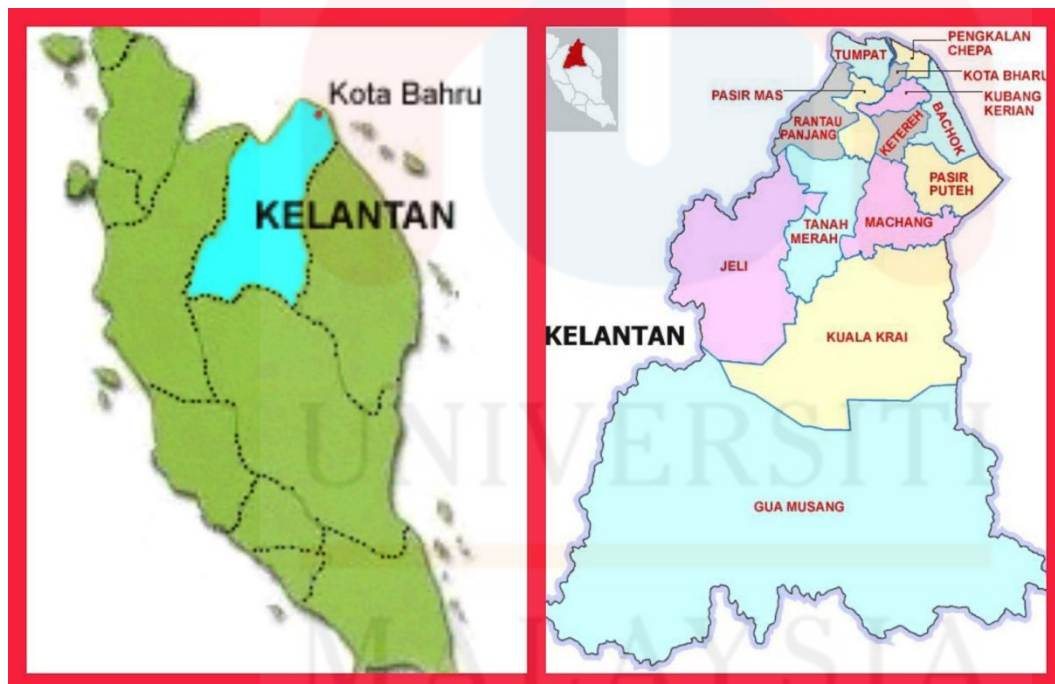 Kota Bahru
KELANTAN
PENGKALAN
CHEPA
TUMPAT
KOTA BHARU
PASIR MAS
KUBANG
KERIAN
RANTAU
PANJANG
KETEREH
BACHOK
PASIR
PUTEH
TANAH
MERAH
MACHANG
JELI
KELANTAN
KUALA KRAI
GUA MUSANG
UNIVERSITI
MALAYSIA